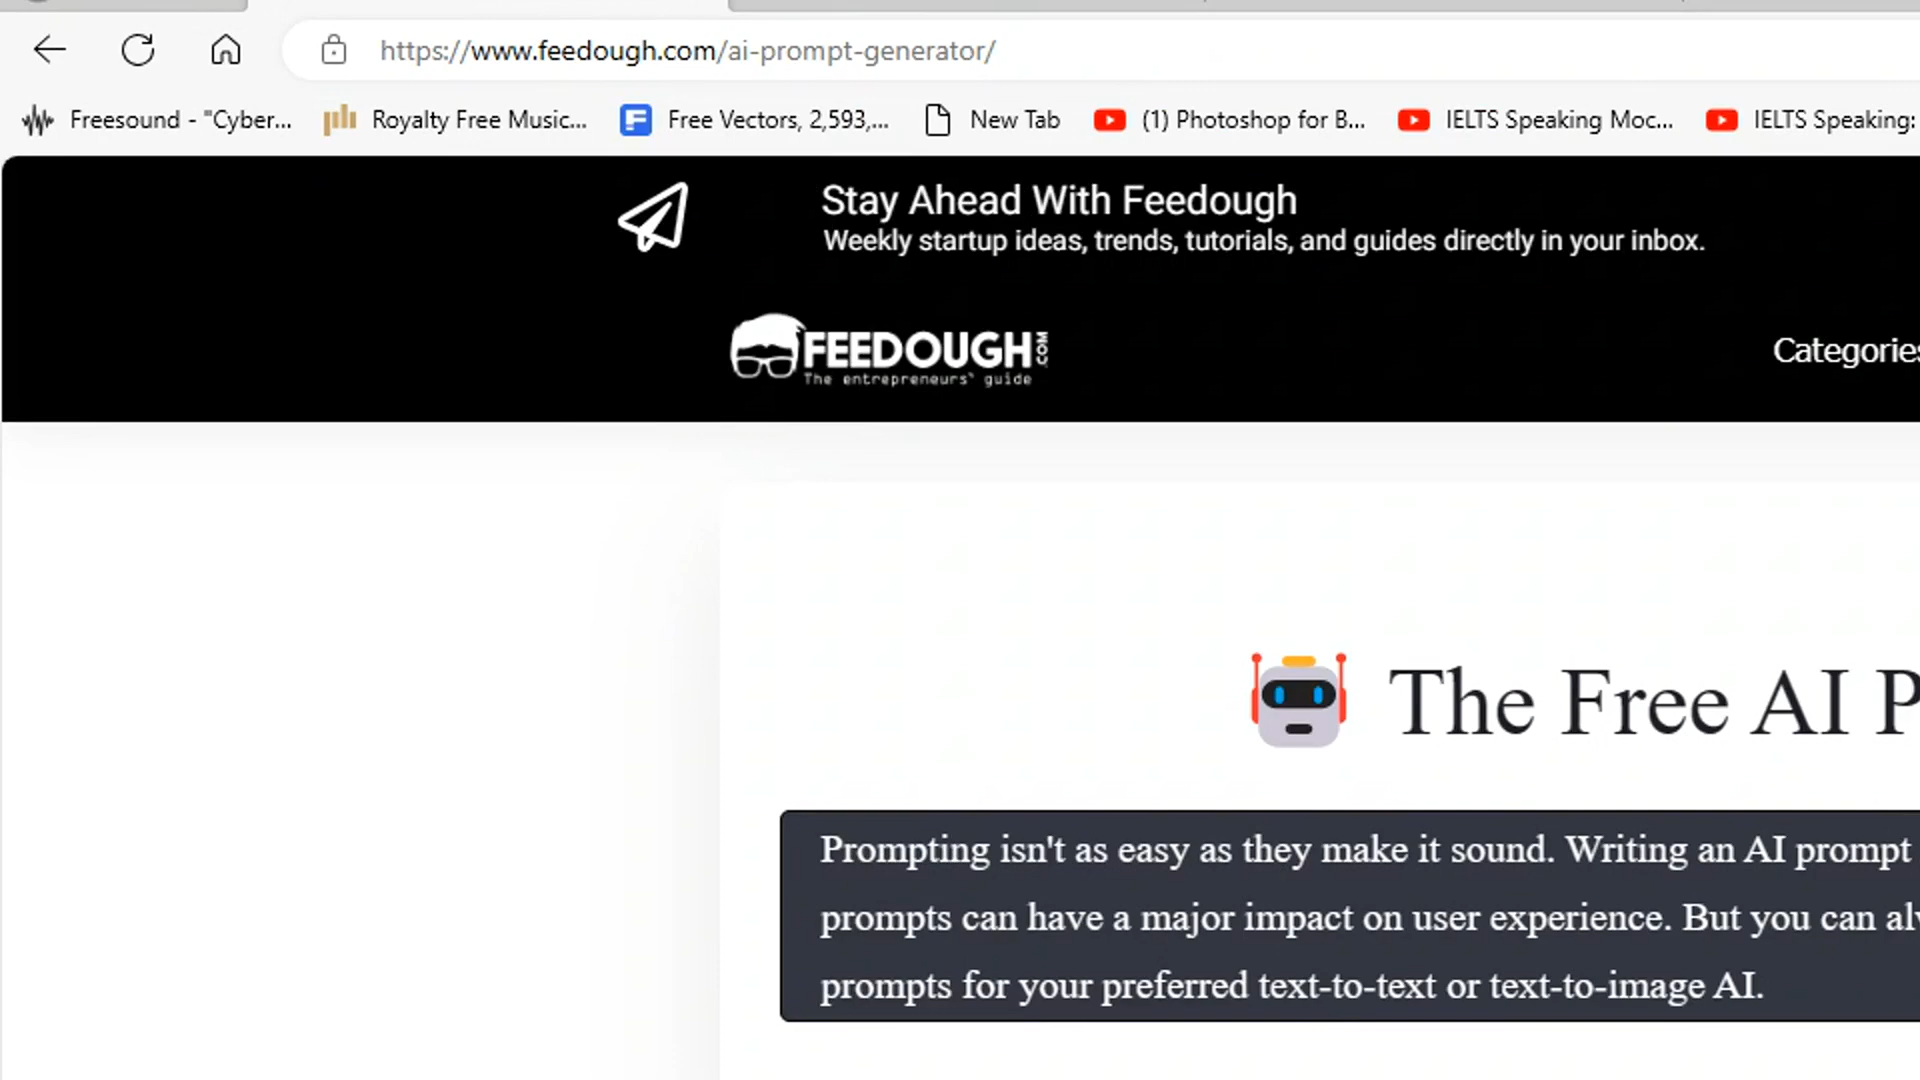 https://www.feedough.com/ai-prompt-generator/
Freesound - "Cyber... Royalty Free Music... Free Vectors, 2,593,... New Tab (1) Photoshop for B... IELTS Speaking Moc... IELTS Speaking:
Stay Ahead With Feedough
Weekly startup ideas, trends, tutorials, and guides directly in your inbox.
FEEDOUGH.COM
The entrepreneurs' guide
Categories
The Free AI P
Prompting isn't as easy as they make it sound. Writing an AI prompt
prompts can have a major impact on user experience. But you can alw
prompts for your preferred text-to-text or text-to-image AI.